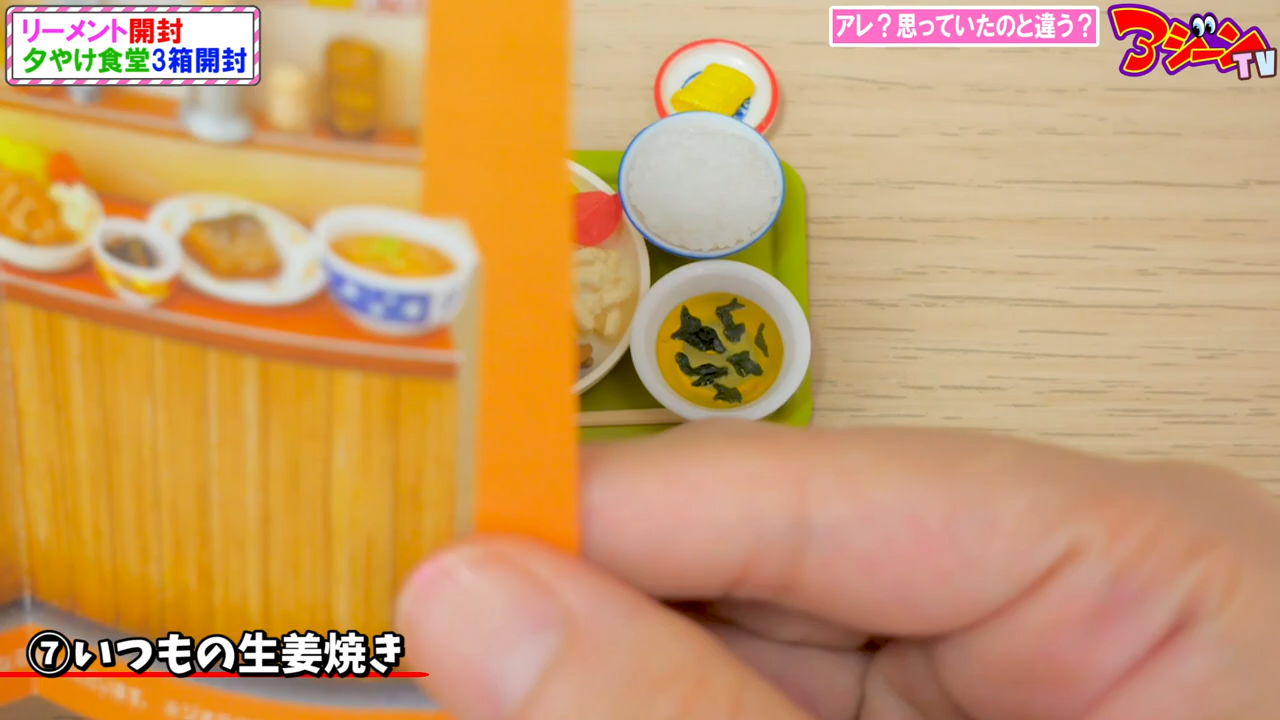 リーメント開封
夕やけ食堂3箱開封
アレ?思っていたのと違う?
3ジーンTV
⑦いつもの生姜焼き